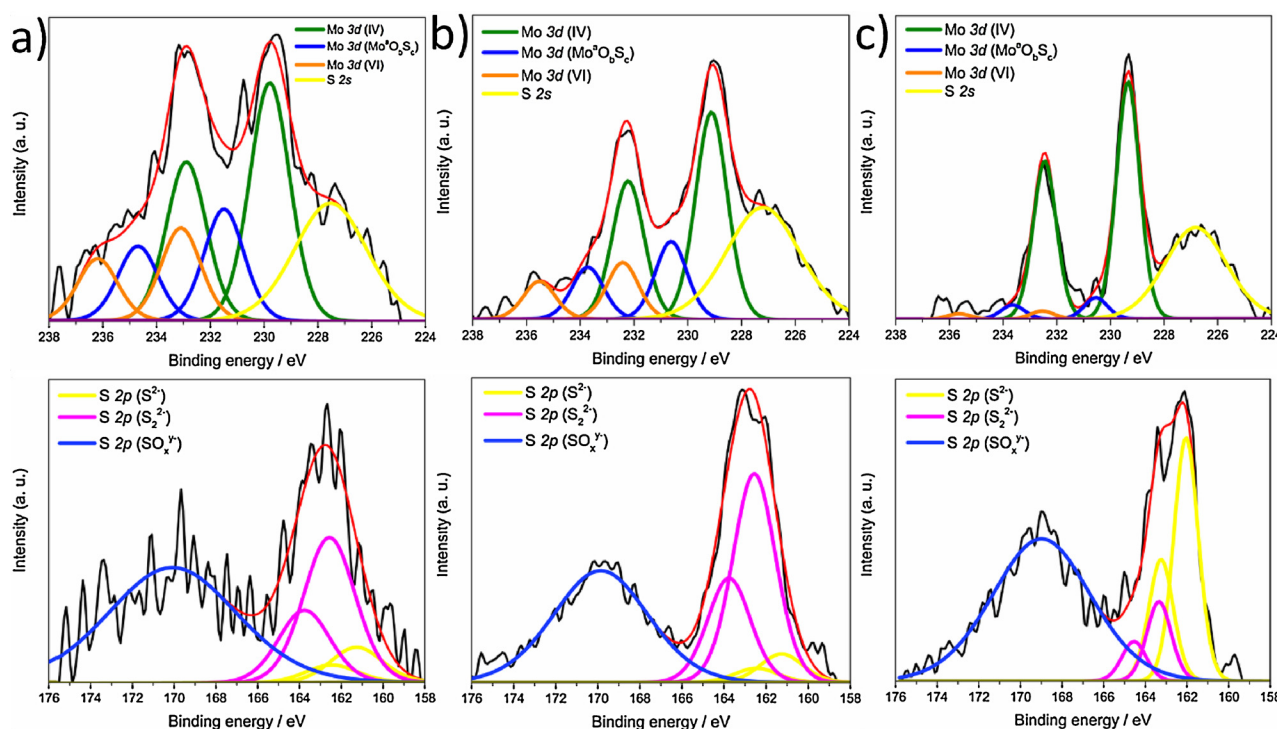 a)
Mo 3d (IV)
Mo 3d (MoᵃO_bS_c)
Mo 3d (VI)
S 2s
Intensity (a. u.)
238 236 234 232 230 228 226 224
Binding energy / eV
b)
Mo 3d (IV)
Mo 3d (MoᵃO_bS_c)
Mo 3d (VI)
S 2s
Intensity (a. u.)
238 236 234 232 230 228 226 224
Binding energy / eV
c)
Mo 3d (IV)
Mo 3d (MoᵃO_bS_c)
Mo 3d (VI)
S 2s
Intensity (a. u.)
238 236 234 232 230 228 226 224
Binding energy / eV
S 2p (S²⁻)
S 2p (S₂²⁻)
S 2p (SOₓʸ⁻)
Intensity (a. u.)
176 174 172 170 168 166 164 162 160 158
Binding energy / eV
S 2p (S²⁻)
S 2p (S₂²⁻)
S 2p (SOₓʸ⁻)
Intensity (a. u.)
176 174 172 170 168 166 164 162 160 158
Binding energy / eV
S 2p (S²⁻)
S 2p (S₂²⁻)
S 2p (SOₓʸ⁻)
Intensity (a. u.)
176 174 172 170 168 166 164 162 160 158
Binding energy / eV